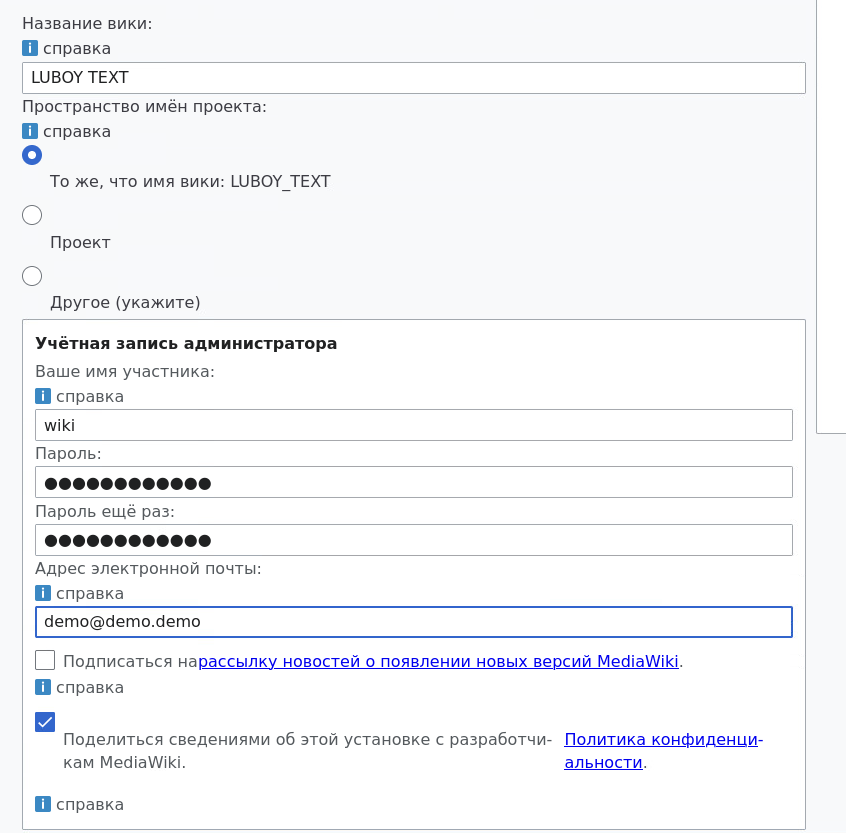 Название вики:
справка
LUBOY TEXT
Пространство имён проекта:
справка
То же, что имя вики: LUBOY_TEXT
Проект
Другое (укажите)
Учётная запись администратора
Ваше имя участника:
справка
wiki
Пароль:
●●●●●●●●●●●●
Пароль ещё раз:
●●●●●●●●●●●●
Адрес электронной почты:
справка
demo@demo.demo
Подписаться нарассылку новостей о появлении новых версий MediaWiki.
справка
Поделиться сведениями об этой установке с разработчи-
кам MediaWiki.
Политика конфиденци-
альности.
справка